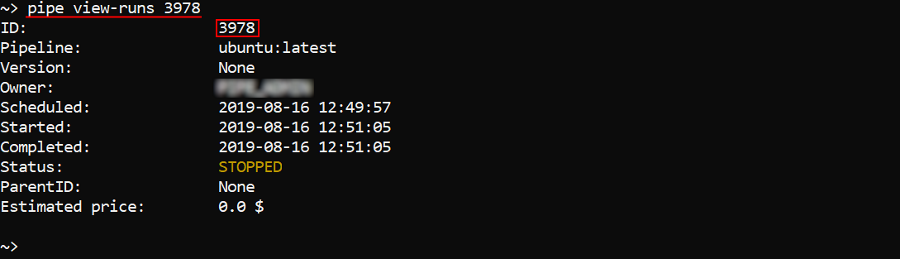 ~> pipe view-runs 3978
ID: 3978
Pipeline: ubuntu:latest
Version: None
Owner:
Scheduled: 2019-08-16 12:49:57
Started: 2019-08-16 12:51:05
Completed: 2019-08-16 12:51:05
Status: STOPPED
ParentID: None
Estimated price: 0.0 $
~>